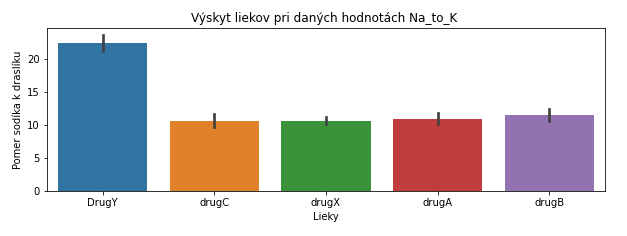 Výskyt liekov pri daných hodnotách Na_to_K
Pomer sodíka k draslíku
20
15
10
5
0
DrugY drugC drugX drugA drugB
Lieky